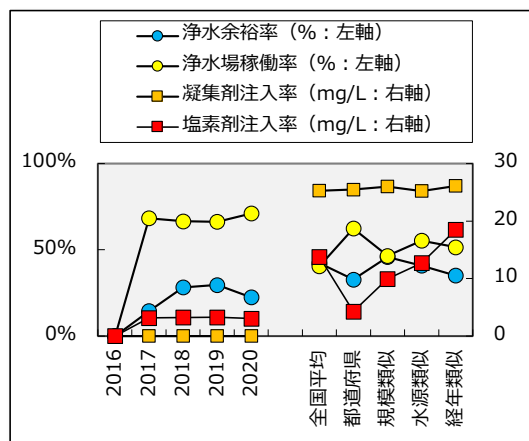 浄水余裕率（%：左軸）
浄水場稼働率（%：左軸）
凝集剤注入率（mg/L：右軸）
塩素剤注入率（mg/L：右軸）
100%
50%
0%
30
20
10
0
2016
2017
2018
2019
2020
全国平均
都道府県
規模類似
水源類似
経年類似